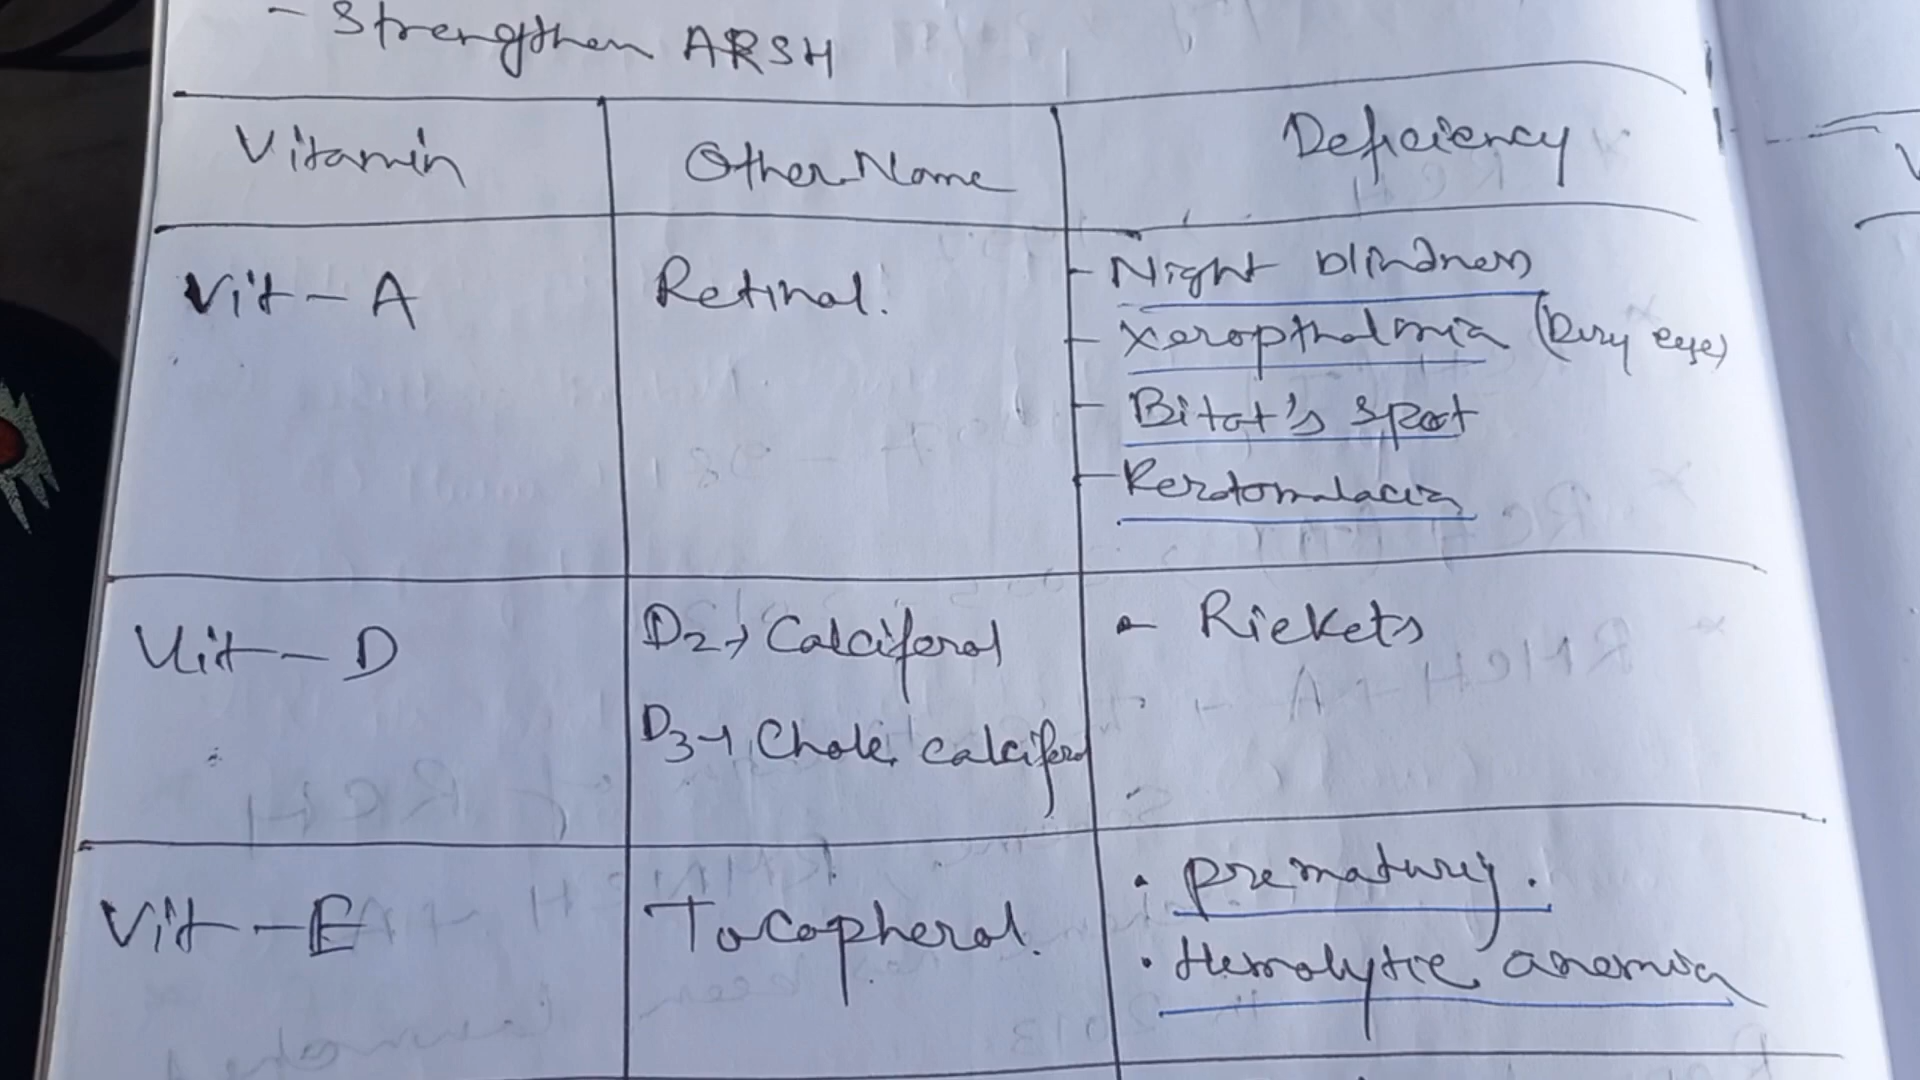 - Strengthen ARSH
Vitamin Other Name Deficiency
Vit - A Retinol. - Night blindness
- Xeropthalmia (Dry eye)
- Bitot's spot
- Keratomalacia
Vit - D D2 → Calciferol - Rickets
D3 → Chole calciferol
Vit - E Tocopherol. • prematurity.
• Hemolytic anemia